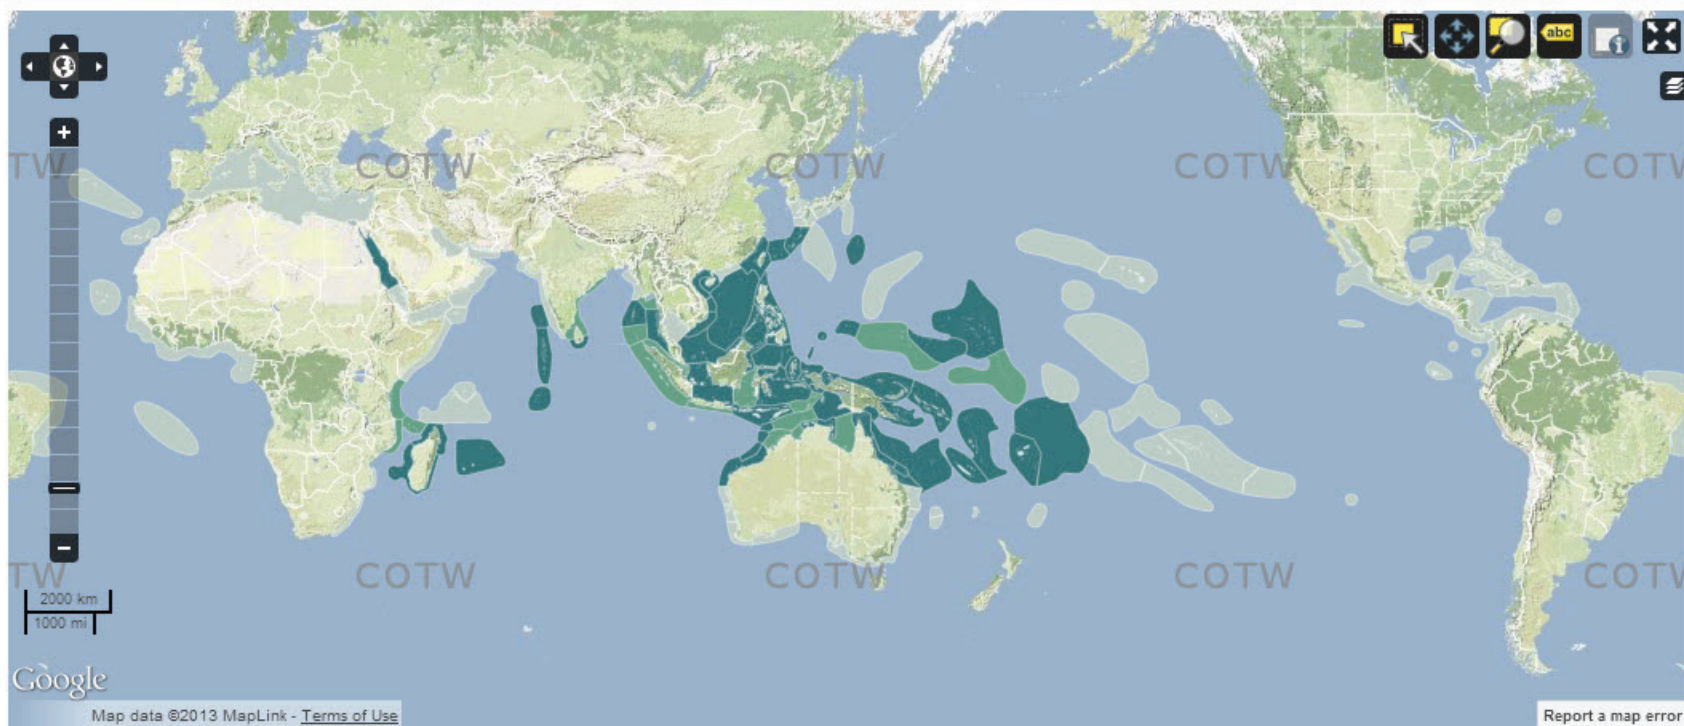 abc
TW COTW COTW COTW COTW
TW COTW COTW COTW COTW
2000 km
1000 mi
Google
Map data ©2013 MapLink - Terms of Use
Report a map error